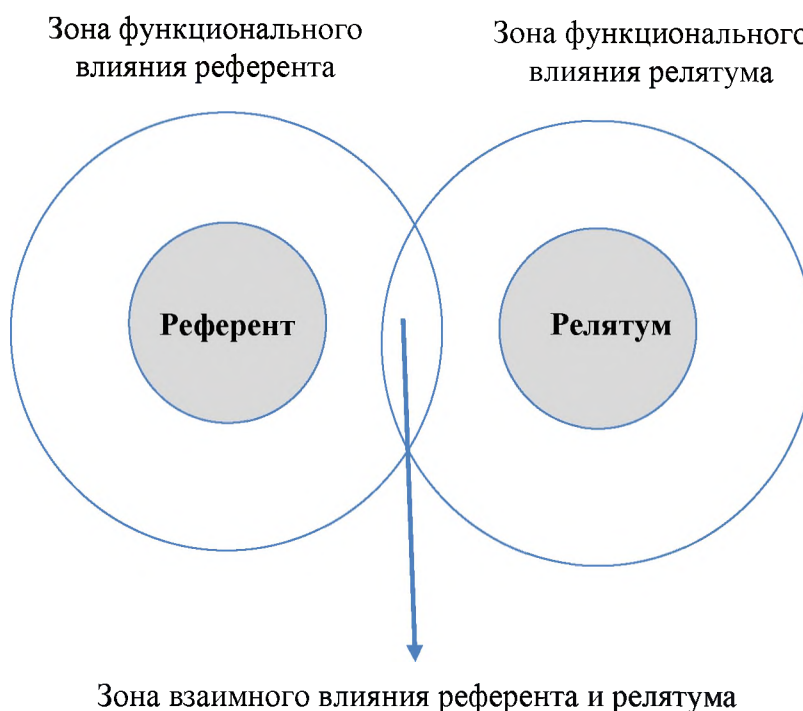 Зона функционального
влияния референта
Зона функционального
влияния релятума
Референт
Релятум
Зона взаимного влияния референта и релятума